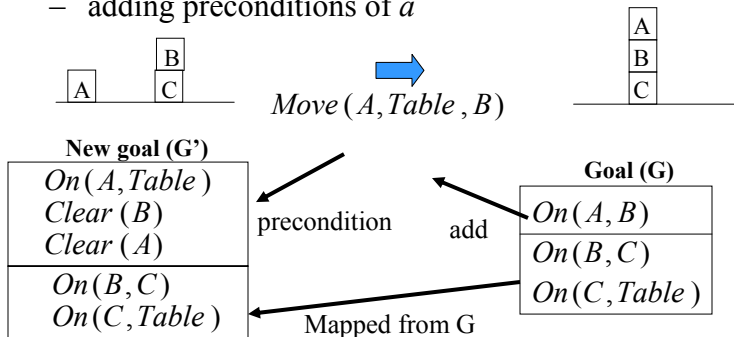 – adding preconditions of a
A
B
C
Move (A, Table , B)
A
B
C
New goal (G’)
On(A, Table )
Clear (B)
Clear (A)
On(B, C)
On(C, Table )
precondition
add
Mapped from G
Goal (G)
On(A, B)
On(B, C)
On(C, Table )